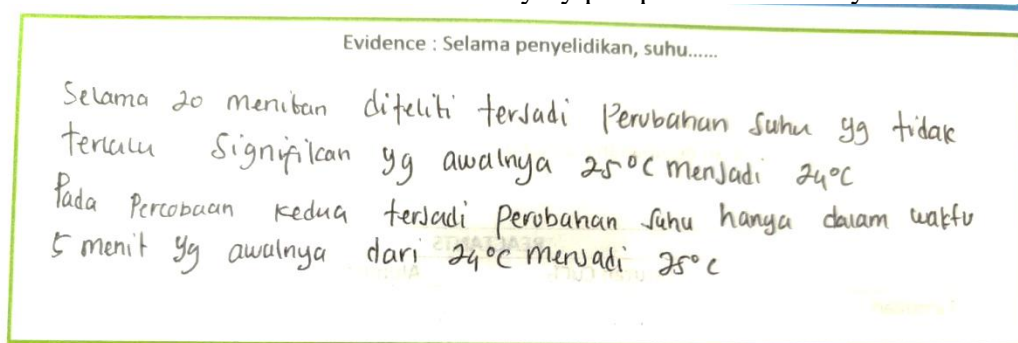 Evidence : Selama penyelidikan, suhu......
Selama 20 menitan diteliti terjadi Perubahan suhu yg tidak
terlalu signifikan yg awalnya 25°C menjadi 24°C
Pada Percobaan kedua terjadi Perubahan suhu hanya dalam waktu
5 menit yg awalnya dari 24°C menjadi 25°C